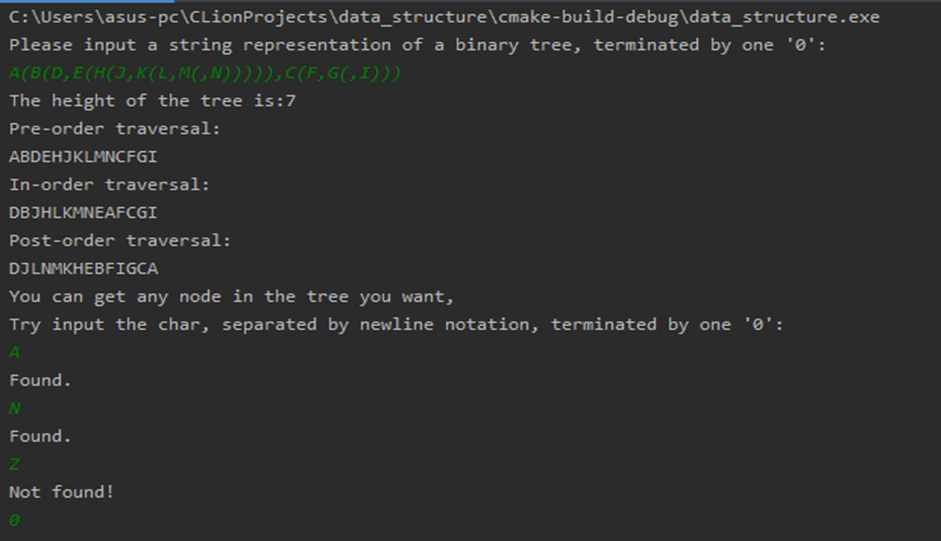 C:\Users\asus-pc\CLionProjects\data_structure\cmake-build-debug\data_structure.exe
Please input a string representation of a binary tree, terminated by one '0':
A(B(D,E(H(J,K(L,M(,N))))),C(F,G(,I)))
The height of the tree is:7
Pre-order traversal:
ABDEHJKLMNCFGI
In-order traversal:
DBJHLKMNEAFCGI
Post-order traversal:
DJLNMKHEBFIGCA
You can get any node in the tree you want,
Try input the char, separated by newline notation, terminated by one '0':
A
Found.
N
Found.
Z
Not found!
0